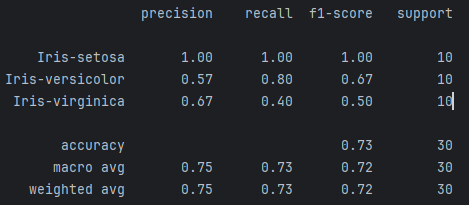 precision recall f1-score support
Iris-setosa 1.00 1.00 1.00 10
Iris-versicolor 0.57 0.80 0.67 10
Iris-virginica 0.67 0.40 0.50 10
accuracy 0.73 30
macro avg 0.75 0.73 0.72 30
weighted avg 0.75 0.73 0.72 30